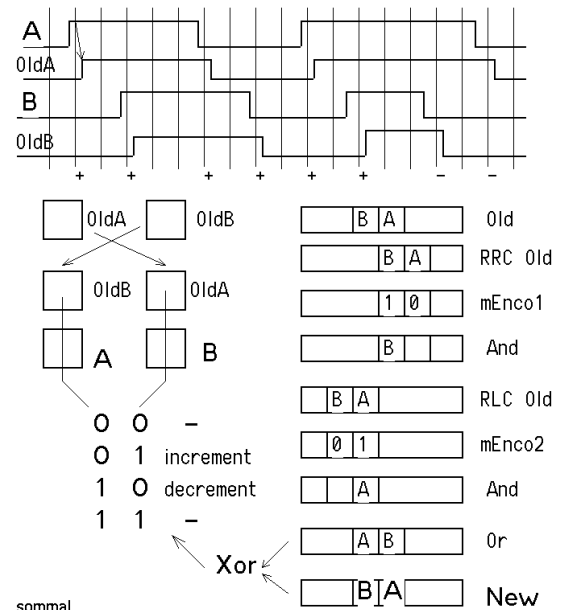 A
OldA
B
OldB
+ + + + + + - -
OldA OldB
OldB OldA
A B
0 0 -
0 1 increment
1 0 decrement
1 1 -
Xor
B A Old
B A RRC Old
1 0 mEnco1
B And
B A RLC Old
0 1 mEnco2
A And
A B Or
B A New
sommal